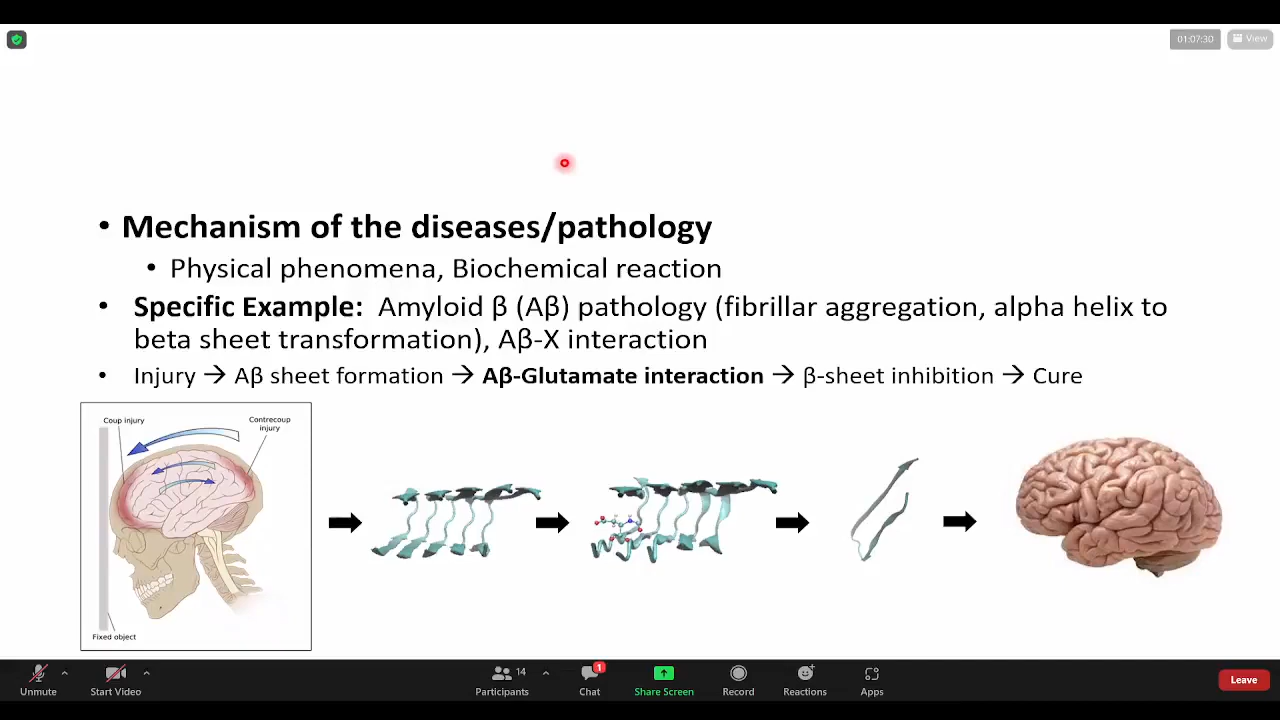 01:07:30
View
• Mechanism of the diseases/pathology
• Physical phenomena, Biochemical reaction
• Specific Example: Amyloid β (Aβ) pathology (fibrillar aggregation, alpha helix to
beta sheet transformation), Aβ-X interaction
• Injury → Aβ sheet formation → Aβ-Glutamate interaction → β-sheet inhibition → Cure
Coup injury
Contrecoup
injury
Fixed object
Unmute
Start Video
14
Participants
1
Chat
Share Screen
Record
Reactions
Apps
Leave